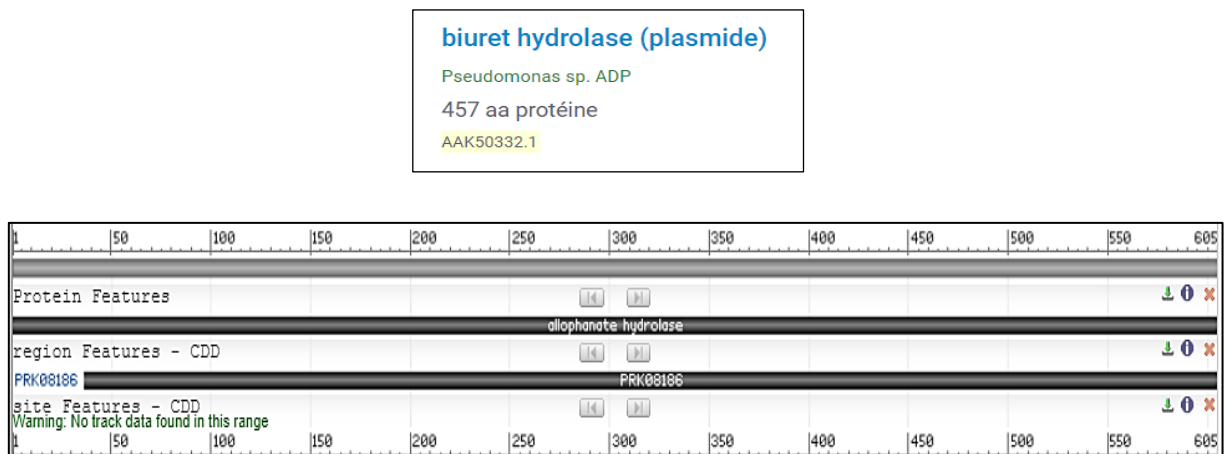 biuret hydrolase (plasmide)
Pseudomonas sp. ADP
457 aa protéine
AAK50332.1
1 50 100 150 200 250 300 350 400 450 500 550 605
Protein Features
allophanate hydrolase
region Features - CDD
PRK08186 PRK08186
site Features - CDD
Warning: No track data found in this range
1 50 100 150 200 250 300 350 400 450 500 550 605